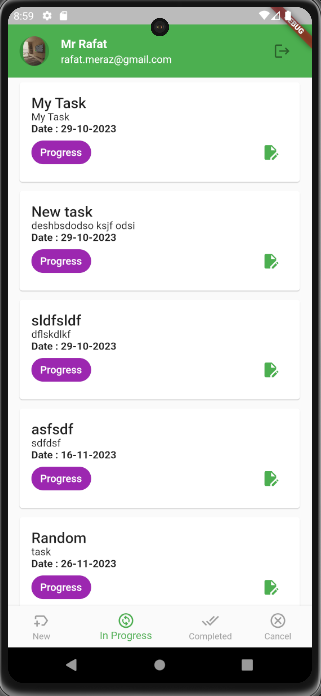 8:59
DEBUG
Mr Rafat
rafat.meraz@gmail.com
My Task
My Task
Date : 29-10-2023
Progress
New task
deshbsdodso ksjf odsi
Date : 29-10-2023
Progress
sldfsldf
dflskdlkf
Date : 29-10-2023
Progress
asfsdf
sdfdsf
Date : 16-11-2023
Progress
Random
task
Date : 26-11-2023
Progress
New
In Progress
Completed
Cancel